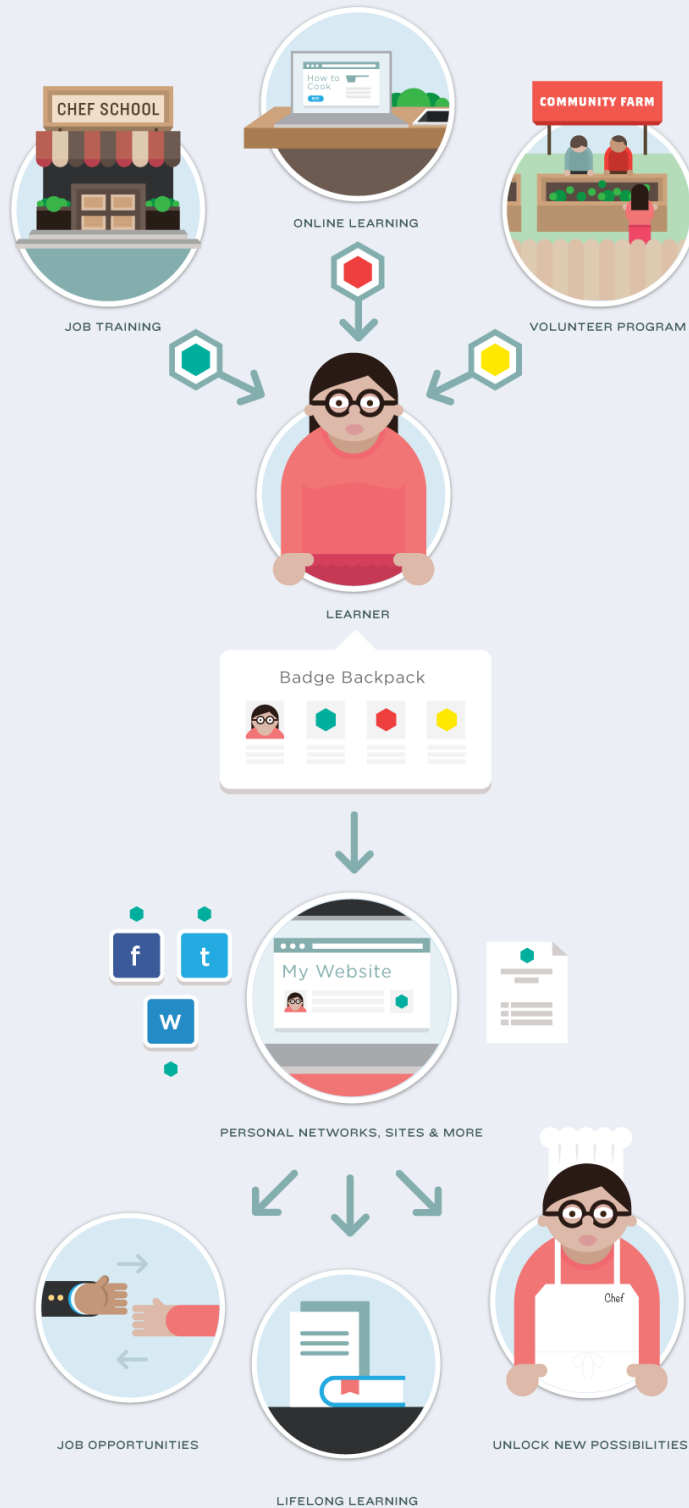 CHEF SCHOOL
How to
Cook
COMMUNITY FARM
ONLINE LEARNING
JOB TRAINING
VOLUNTEER PROGRAM
LEARNER
Badge Backpack
f
t
W
My Website
PERSONAL NETWORKS, SITES & MORE
Chef
JOB OPPORTUNITIES
UNLOCK NEW POSSIBILITIES
LIFELONG LEARNING